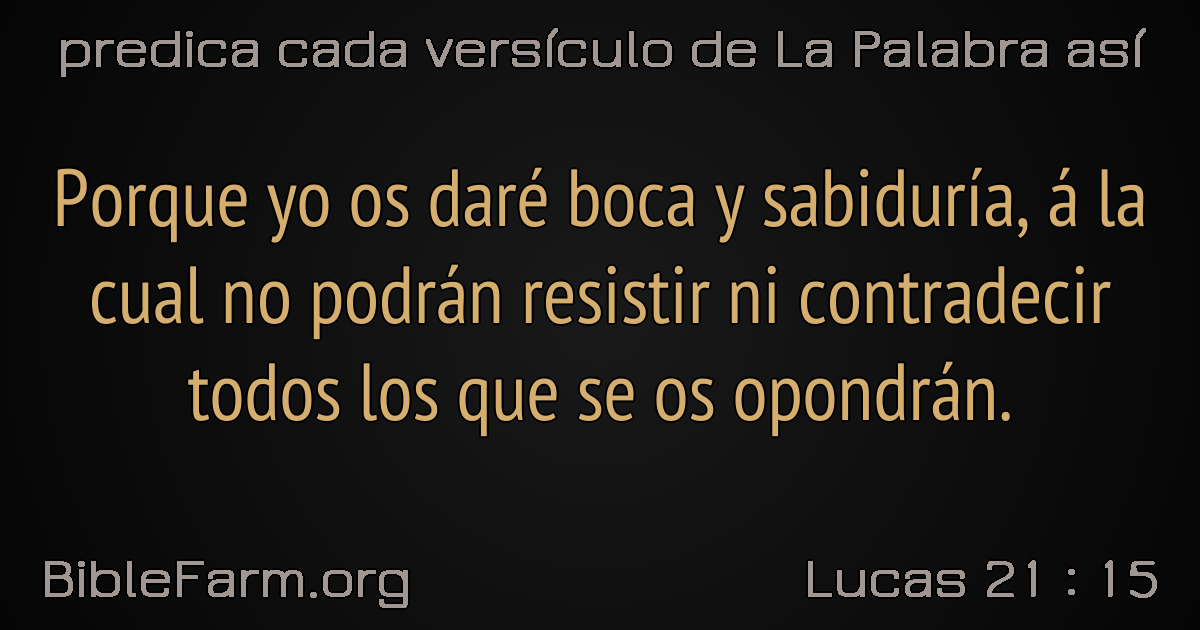 predica cada versículo de La Palabra así
Porque yo os daré boca y sabiduría, á la
cual no podrán resistir ni contradecir
todos los que se os opondrán.
BibleFarm.org
Lucas 21 : 15